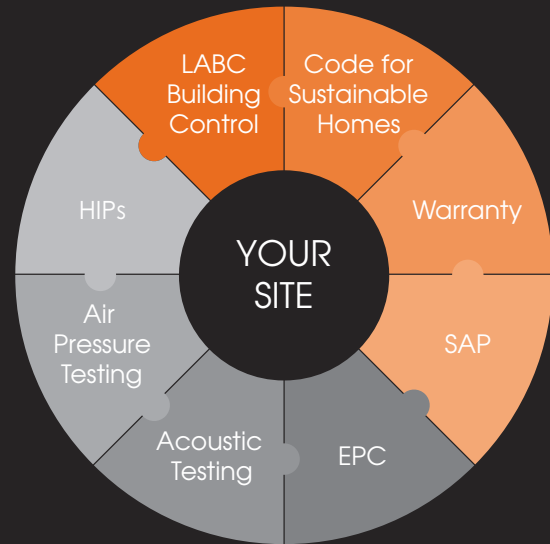 LABC
Building
Control
Code for
Sustainable
Homes
Warranty
SAP
EPC
Acoustic
Testing
Air
Pressure
Testing
HIPs
YOUR
SITE